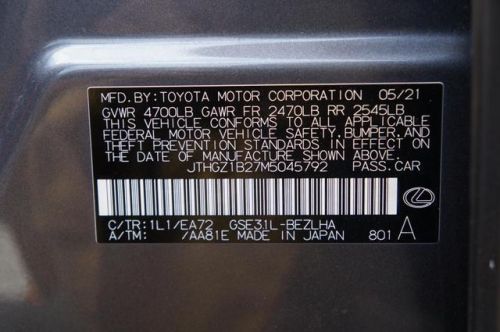 MFD.BY:TOYOTA MOTOR CORPORATION 05/21
GVWR 4700LB GAWR FR 2470LB RR 2545LB
THIS VEHICLE CONFORMS TO ALL APPLICABLE
FEDERAL MOTOR VEHICLE SAFETY, BUMPER, AND
THEFT PREVENTION STANDARDS IN EFFECT ON
THE DATE OF MANUFACTURE SHOWN ABOVE.
JTHGZ1B27M5045792 PASS.CAR
C/TR:1L1/EA72 GSE31L-BEZLHA
A/TM: /AA81E MADE IN JAPAN 801 A